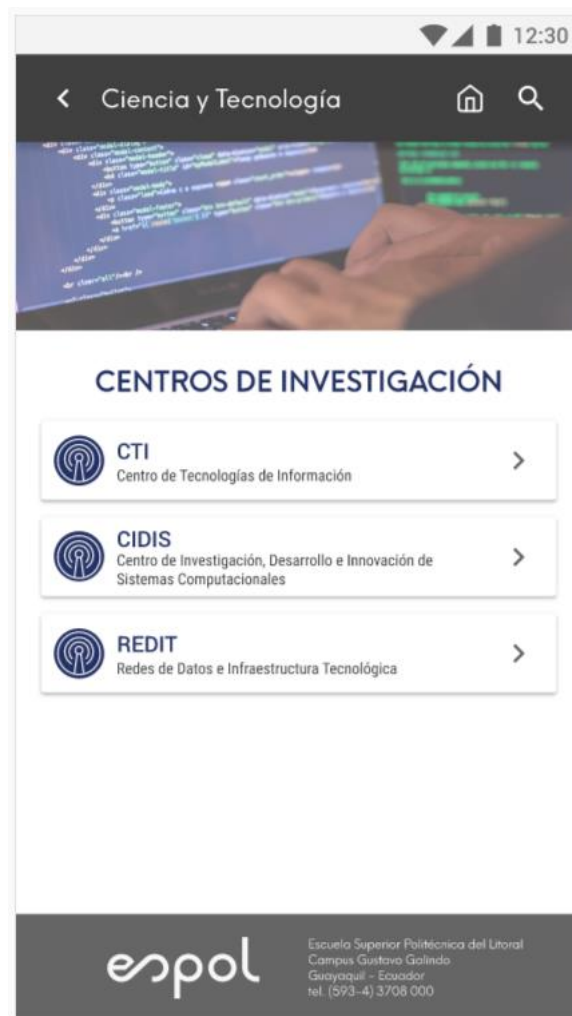 12:30
Ciencia y Tecnología
CENTROS DE INVESTIGACIÓN
CTI
Centro de Tecnologías de Información
CIDIS
Centro de Investigación, Desarrollo e Innovación de
Sistemas Computacionales
REDIT
Redes de Datos e Infraestructura Tecnológica
espol
Escuela Superior Politécnica del Litoral
Campus Gustavo Galindo
Guayaquil – Ecuador
tel. (593-4) 3708 000